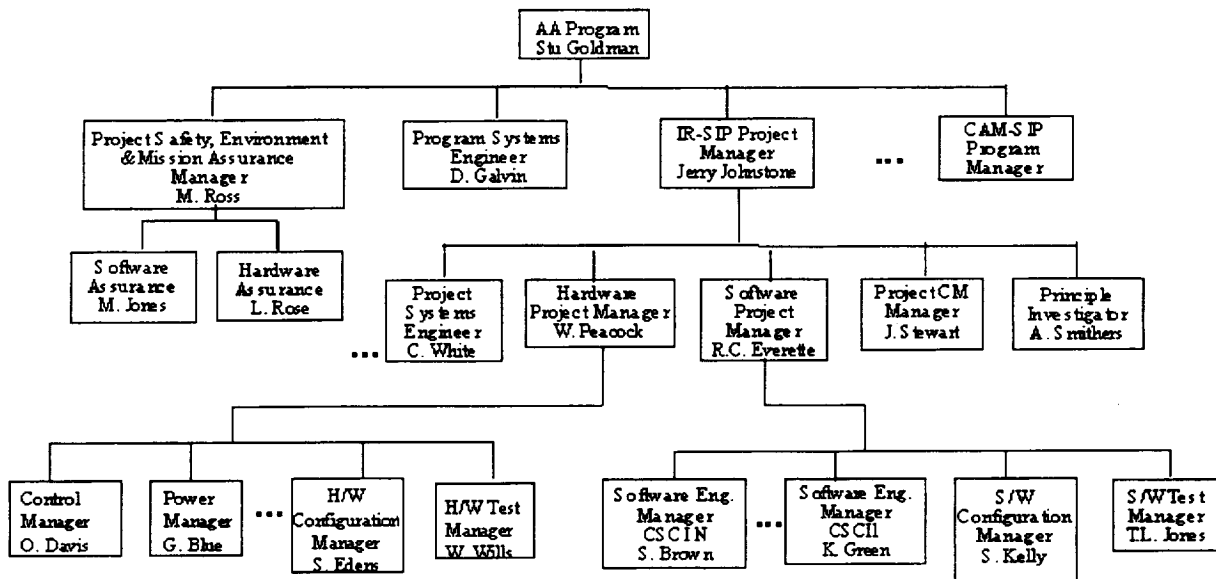 AA Program
Stu Goldman
Project Safety, Environment
& Mission Assurance
Manager
M. Ross
Program Systems
Engineer
D. Galvin
IR-SIP Project
Manager
Jerry Johnstone
...
CAM-SIP
Program
Manager
Software
Assurance
M. Jones
Hardware
Assurance
L. Rose
...
Project
Systems
Engineer
C. White
Hardware
Project Manager
W. Peacock
Software
Project
Manager
R.C. Everette
Project CM
Manager
J. Stewart
Principle
Investigator
A. Smithers
Control
Manager
O. Davis
Power
Manager
G. Blue
...
H/W
Configuration
Manager
S. Edens
H/W Test
Manager
W. Wills
Software Eng.
Manager
CSCI N
S. Brown
...
Software Eng.
Manager
CSCI1
K. Green
S/W
Configuration
Manager
S. Kelly
S/W Test
Manager
T.L. Jones